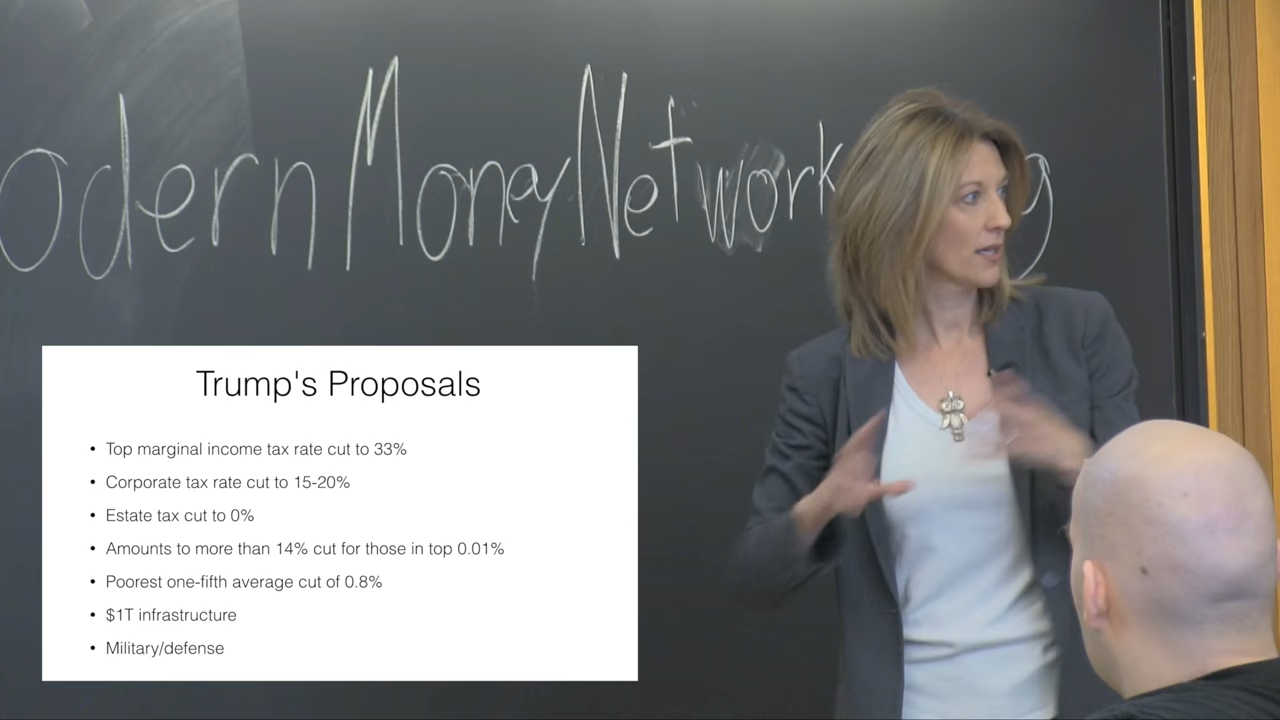 odernMoneyNetwork g
Trump's Proposals
• Top marginal income tax rate cut to 33%
• Corporate tax rate cut to 15-20%
• Estate tax cut to 0%
• Amounts to more than 14% cut for those in top 0.01%
• Poorest one-fifth average cut of 0.8%
• $1T infrastructure
• Military/defense